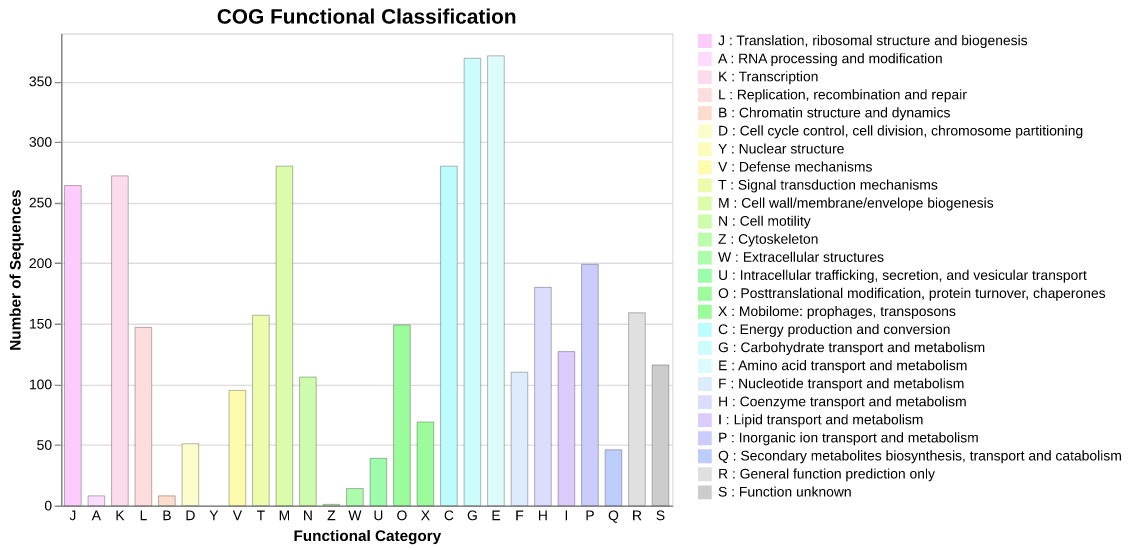 COG Functional Classification
Number of Sequences
350
300
250
200
150
100
50
0
J A K L B D Y V T M N Z W U O X C G E F H I P Q R S
Functional Category
J : Translation, ribosomal structure and biogenesis
A : RNA processing and modification
K : Transcription
L : Replication, recombination and repair
B : Chromatin structure and dynamics
D : Cell cycle control, cell division, chromosome partitioning
Y : Nuclear structure
V : Defense mechanisms
T : Signal transduction mechanisms
M : Cell wall/membrane/envelope biogenesis
N : Cell motility
Z : Cytoskeleton
W : Extracellular structures
U : Intracellular trafficking, secretion, and vesicular transport
O : Posttranslational modification, protein turnover, chaperones
X : Mobilome: prophages, transposons
C : Energy production and conversion
G : Carbohydrate transport and metabolism
E : Amino acid transport and metabolism
F : Nucleotide transport and metabolism
H : Coenzyme transport and metabolism
I : Lipid transport and metabolism
P : Inorganic ion transport and metabolism
Q : Secondary metabolites biosynthesis, transport and catabolism
R : General function prediction only
S : Function unknown